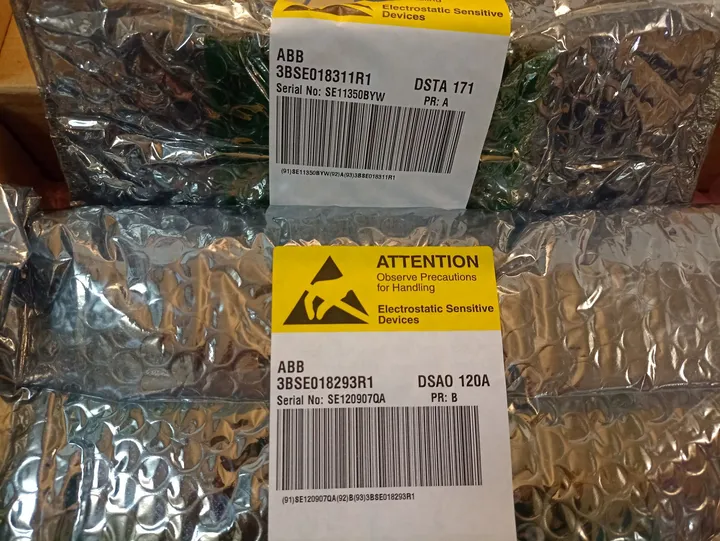 Electrostatic Sensitive
Devices
ABB
3BSE018311R1 DSTA 171
Serial No: SE11350BYW PR: A
(91)SE11350BYW(92)A(93)3BSE018311R1
ATTENTION
Observe Precautions
for Handling
Electrostatic Sensitive
Devices
ABB
3BSE018293R1 DSAO 120A
Serial No: SE120907QA PR: B
(91)SE120907QA(92)B(93)3BSE018293R1